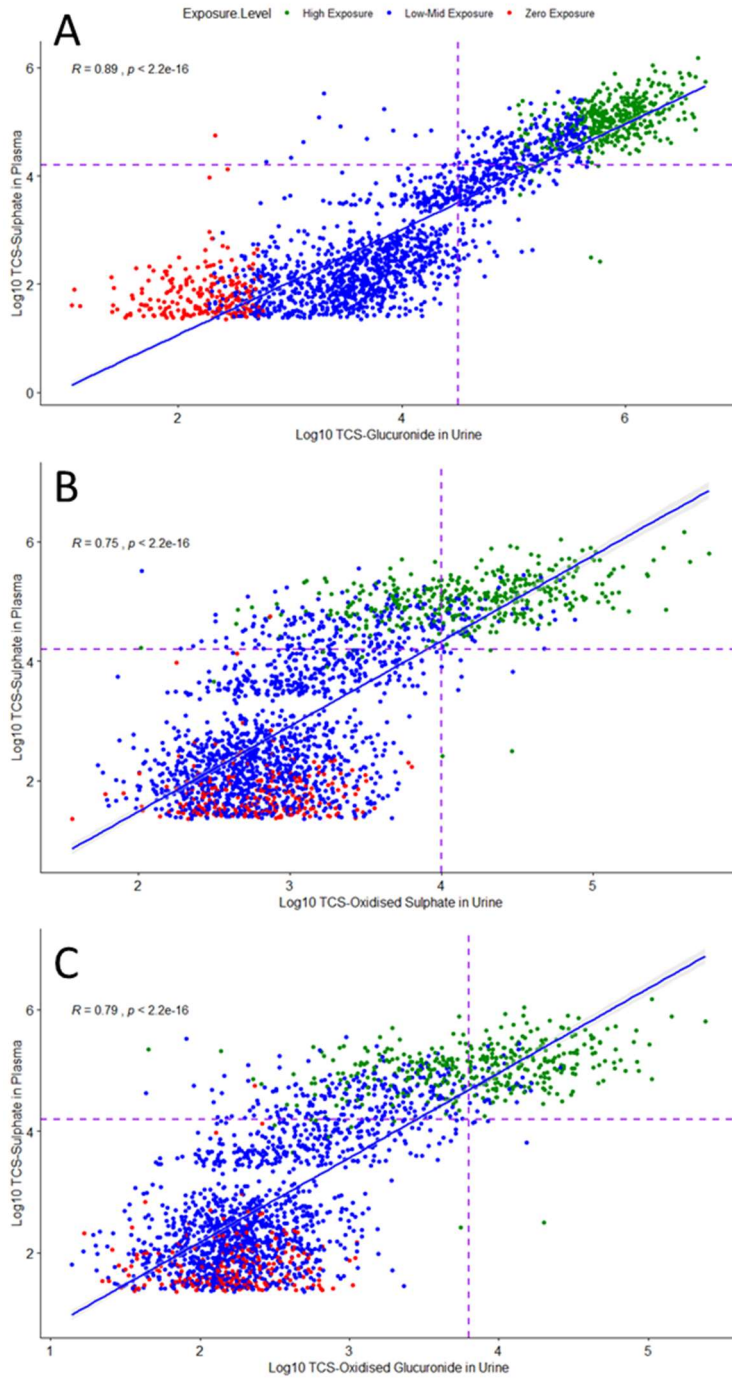 Exposure.Level High Exposure Low-Mid Exposure Zero Exposure
A
R = 0.89 , p < 2.2e-16
Log10 TCS-Sulphate in Plasma
6
4
2
0
2 4 6
Log10 TCS-Glucuronide in Urine
B
R = 0.75 , p < 2.2e-16
Log10 TCS-Sulphate in Plasma
6
4
2
2 3 4 5
Log10 TCS-Oxidised Sulphate in Urine
C
R = 0.79 , p < 2.2e-16
Log10 TCS-Sulphate in Plasma
6
4
2
1 2 3 4 5
Log10 TCS-Oxidised Glucuronide in Urine